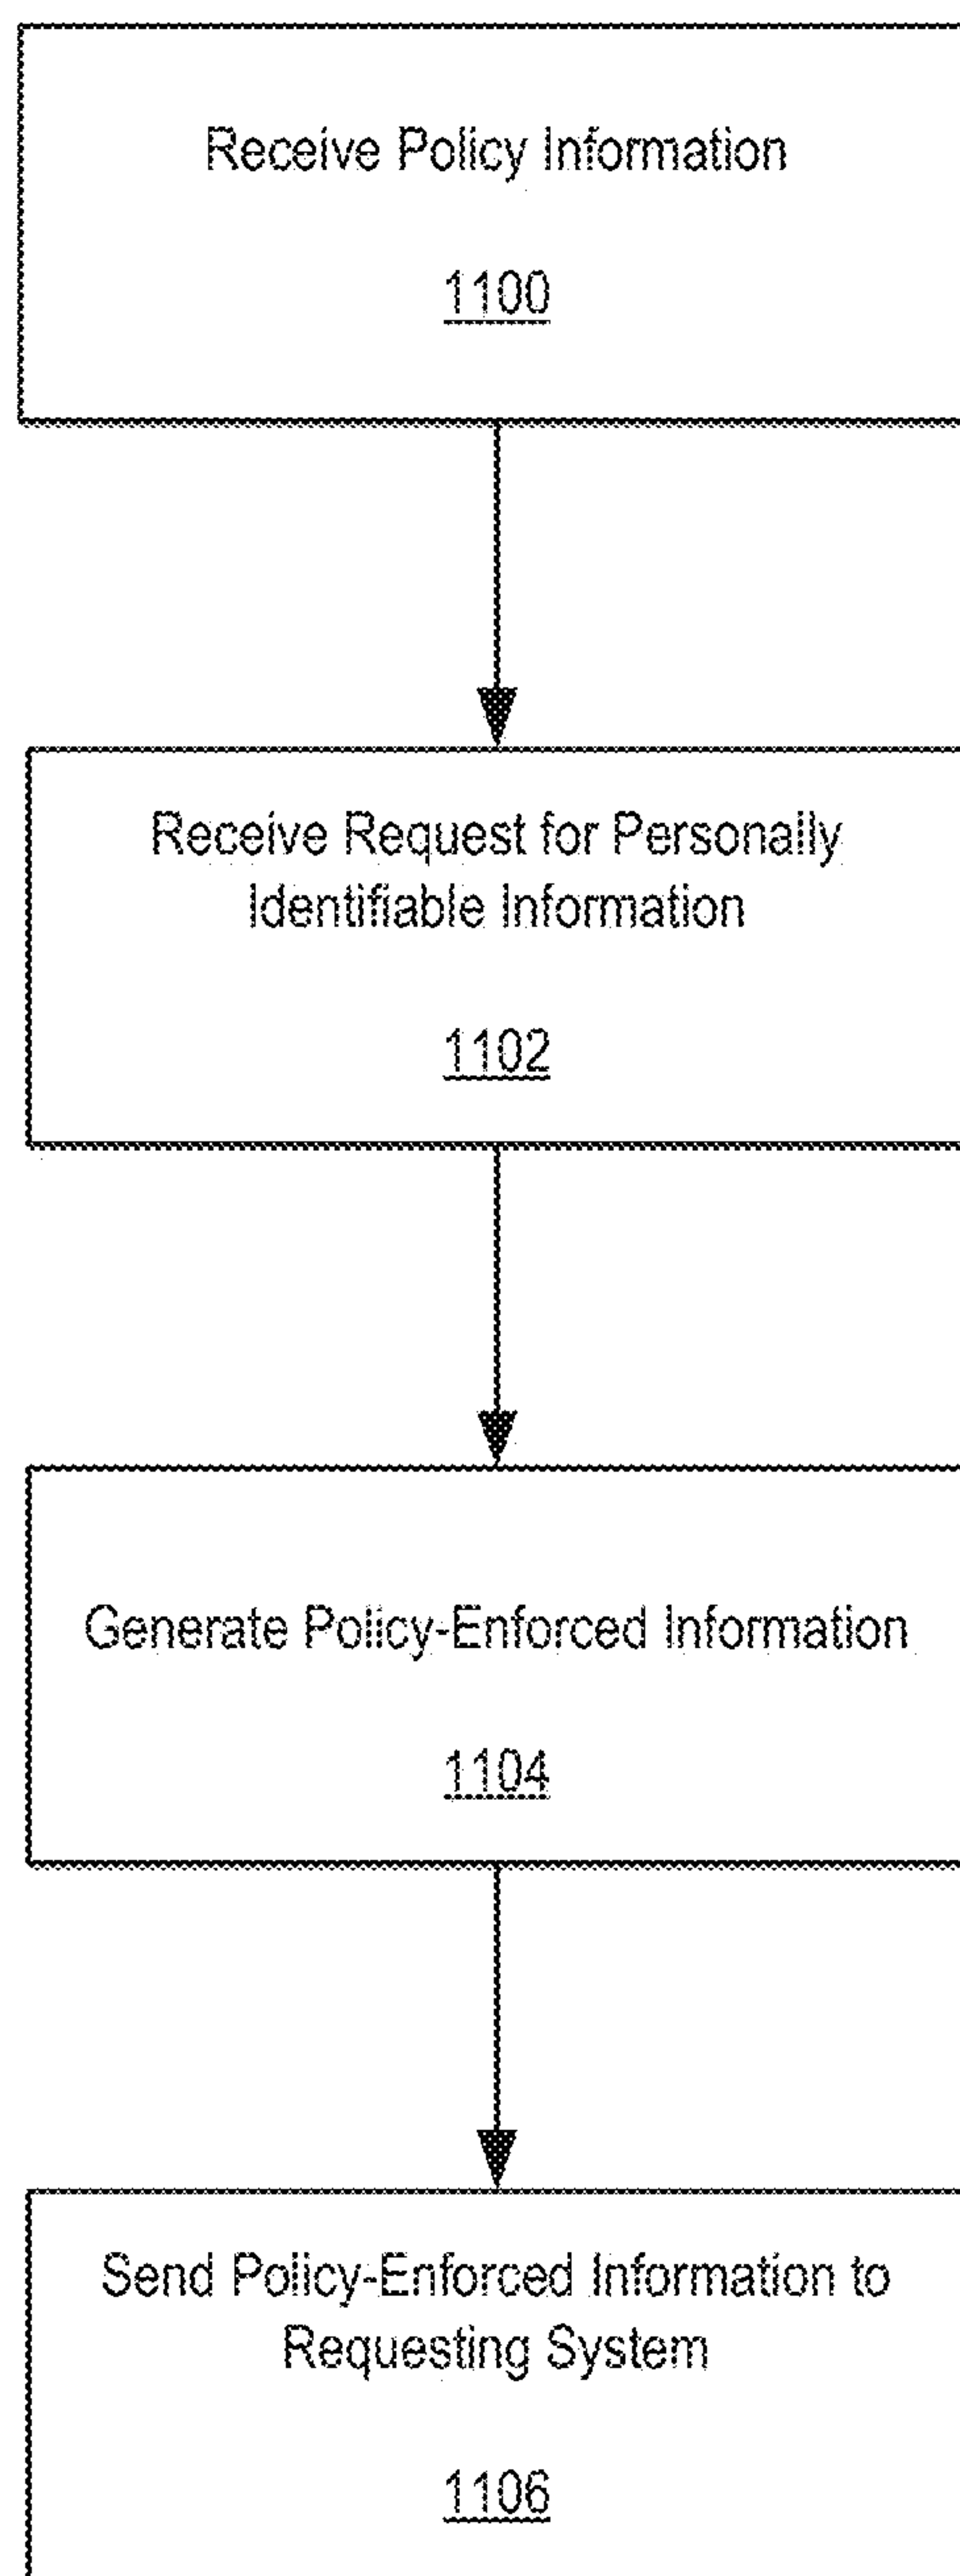 Receive Policy Information
1100
Receive Request for Personally
Identifiable Information
1102
Generate Policy-Enforced Information
1104
Send Policy-Enforced Information to
Requesting System
1106